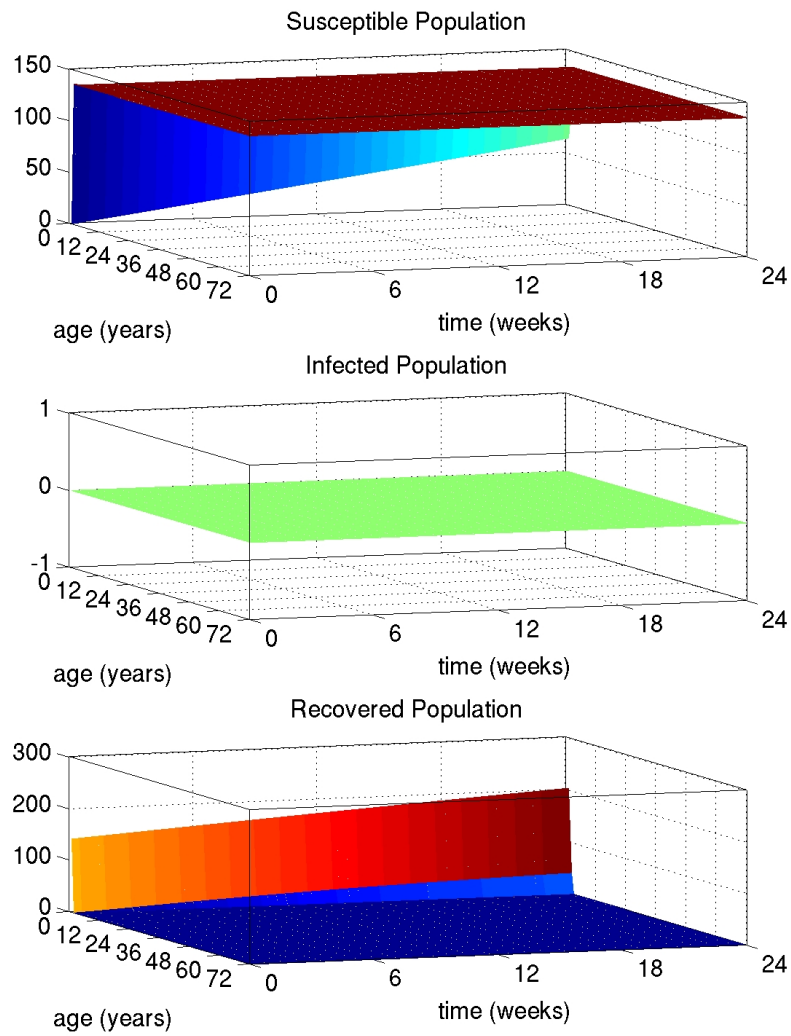 Susceptible Population
150
100
50
0
0 12 24 36 48 60 72
0 6 12 18 24
age (years)
time (weeks)
Infected Population
1
0
-1
0 12 24 36 48 60 72
0 6 12 18 24
age (years)
time (weeks)
Recovered Population
300
200
100
0
0 12 24 36 48 60 72
0 6 12 18 24
age (years)
time (weeks)